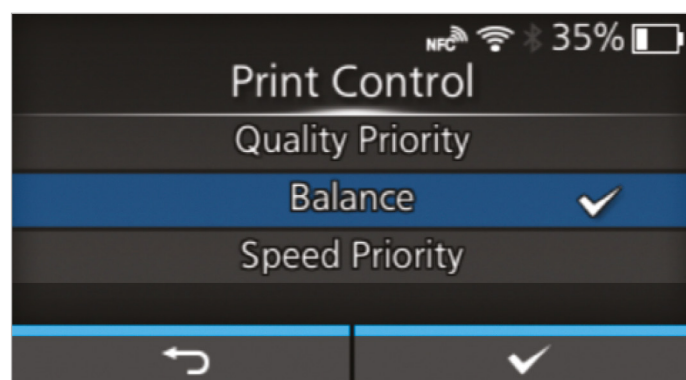 NFC 35%
Print Control
Quality Priority
Balance
Speed Priority